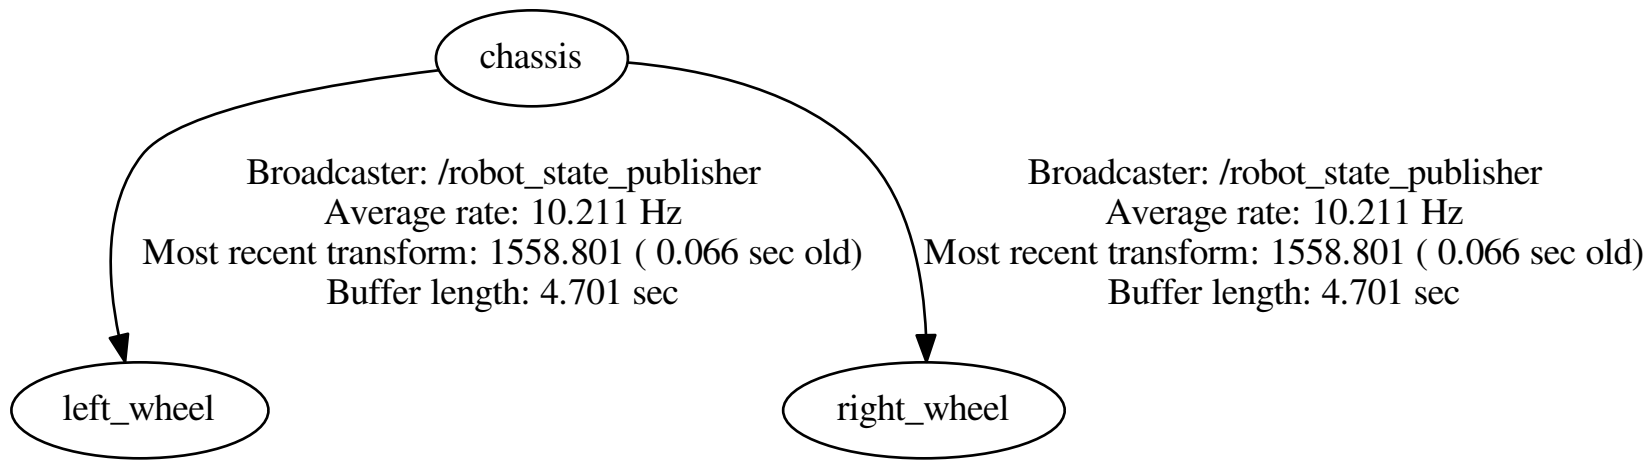 chassis
Broadcaster: /robot_state_publisher
Average rate: 10.211 Hz
Most recent transform: 1558.801 ( 0.066 sec old)
Buffer length: 4.701 sec
Broadcaster: /robot_state_publisher
Average rate: 10.211 Hz
Most recent transform: 1558.801 ( 0.066 sec old)
Buffer length: 4.701 sec
left_wheel
right_wheel